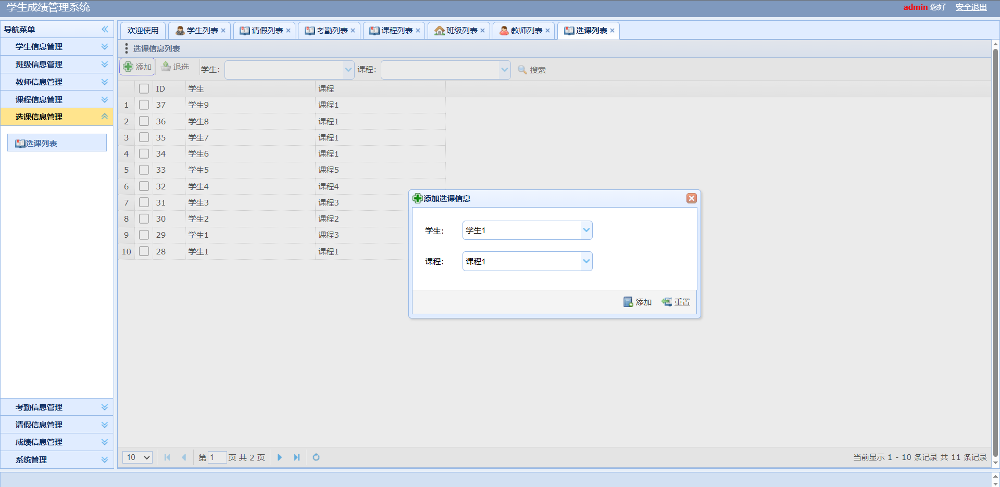 学生成绩管理系统
admin 您好 安全退出
导航菜单
学生信息管理
班级信息管理
教师信息管理
课程信息管理
选课信息管理
选课列表
考勤信息管理
请假信息管理
成绩信息管理
系统管理
欢迎使用 学生列表 请假列表 考勤列表 课程列表 班级列表 教师列表 选课列表
选课信息列表
添加 退选 学生: 课程: 搜索
ID 学生 课程
1 37 学生9 课程1
2 36 学生8 课程1
3 35 学生7 课程1
4 34 学生6 课程1
5 33 学生5 课程5
6 32 学生4 课程4
7 31 学生3 课程3
8 30 学生2 课程2
9 29 学生1 课程3
10 28 学生1 课程1
添加选课信息
学生: 学生1
课程: 课程1
添加 重置
10 第 1 页 共 2 页
当前显示 1 - 10 条记录 共 11 条记录